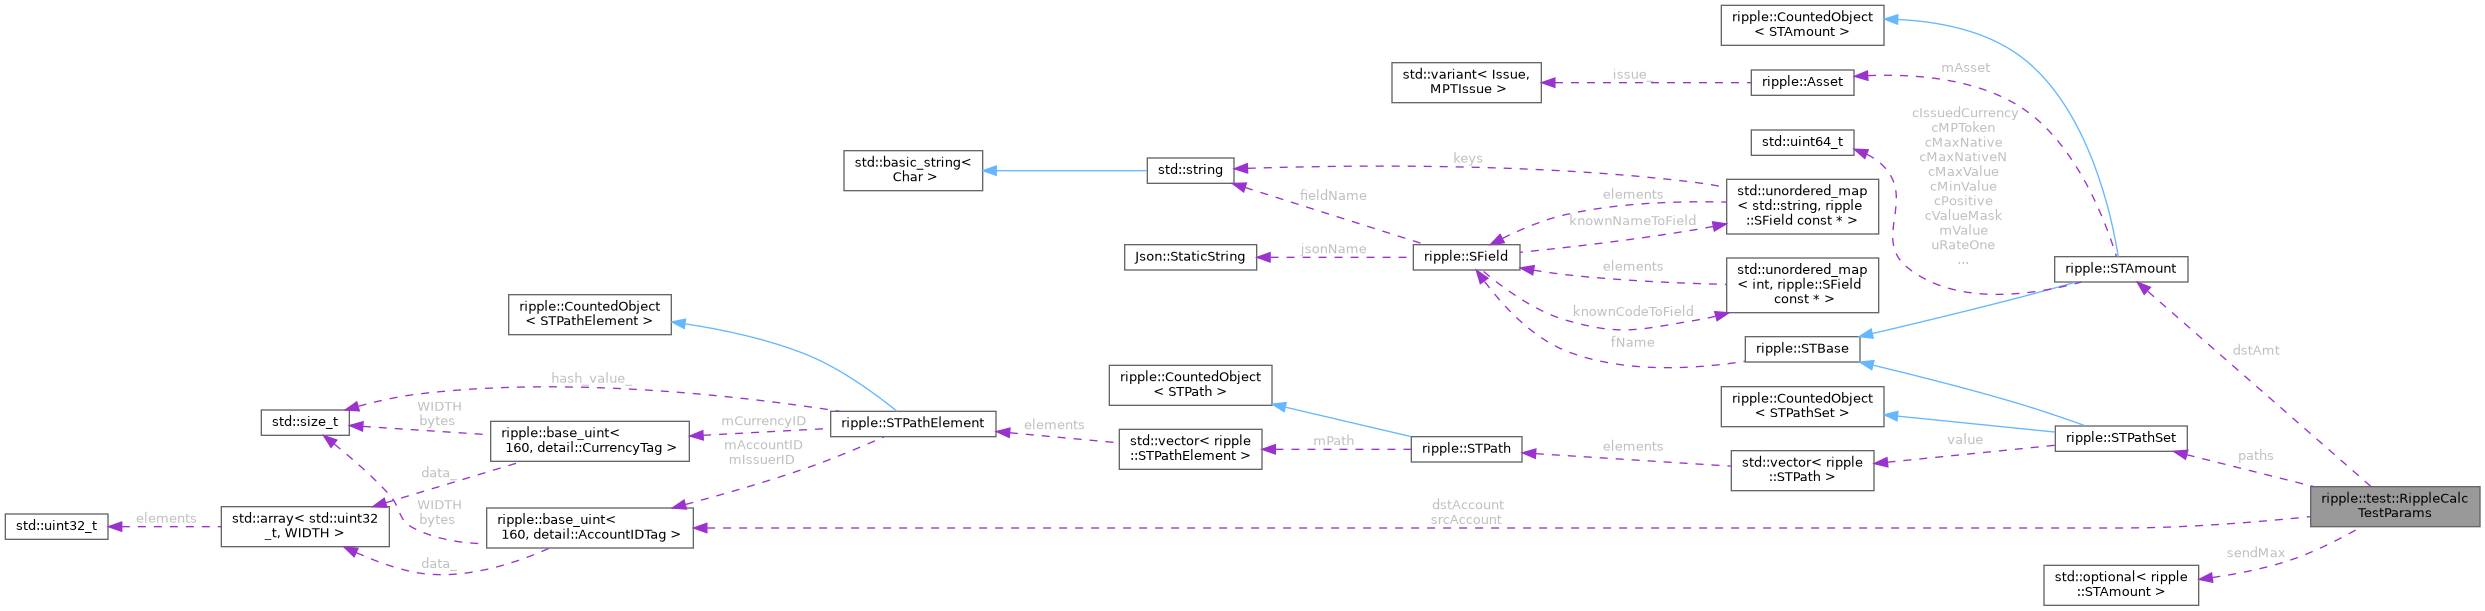 ripple::CountedObject
< STAmount >
std::variant< Issue,
MPTIssue >
issue_
ripple::Asset
mAsset
cIssuedCurrency
cMPToken
cMaxNative
cMaxNativeN
cMaxValue
cMinValue
cPositive
cValueMask
mValue
uRateOne
...
std::uint64_t
std::basic_string<
Char >
std::string
keys
fieldName
elements
std::unordered_map
< std::string, ripple
::SField const * >
knownNameToField
Json::StaticString
jsonName
ripple::SField
elements
std::unordered_map
< int, ripple::SField
const * >
knownCodeToField
fName
ripple::STAmount
ripple::STBase
dstAmt
ripple::CountedObject
< STPathElement >
hash_value_
std::size_t
WIDTH
bytes
ripple::base_uint<
160, detail::CurrencyTag >
mCurrencyID
mAccountID
mIssuerID
ripple::STPathElement
elements
ripple::CountedObject
< STPath >
std::vector< ripple
::STPathElement >
mPath
ripple::STPath
elements
ripple::CountedObject
< STPathSet >
std::vector< ripple
::STPath >
value
ripple::STPathSet
paths
data_
std::uint32_t
elements
std::array< std::uint32
_t, WIDTH >
WIDTH
bytes
data_
ripple::base_uint<
160, detail::AccountIDTag >
dstAccount
srcAccount
ripple::test::RippleCalc
TestParams
sendMax
std::optional< ripple
::STAmount >